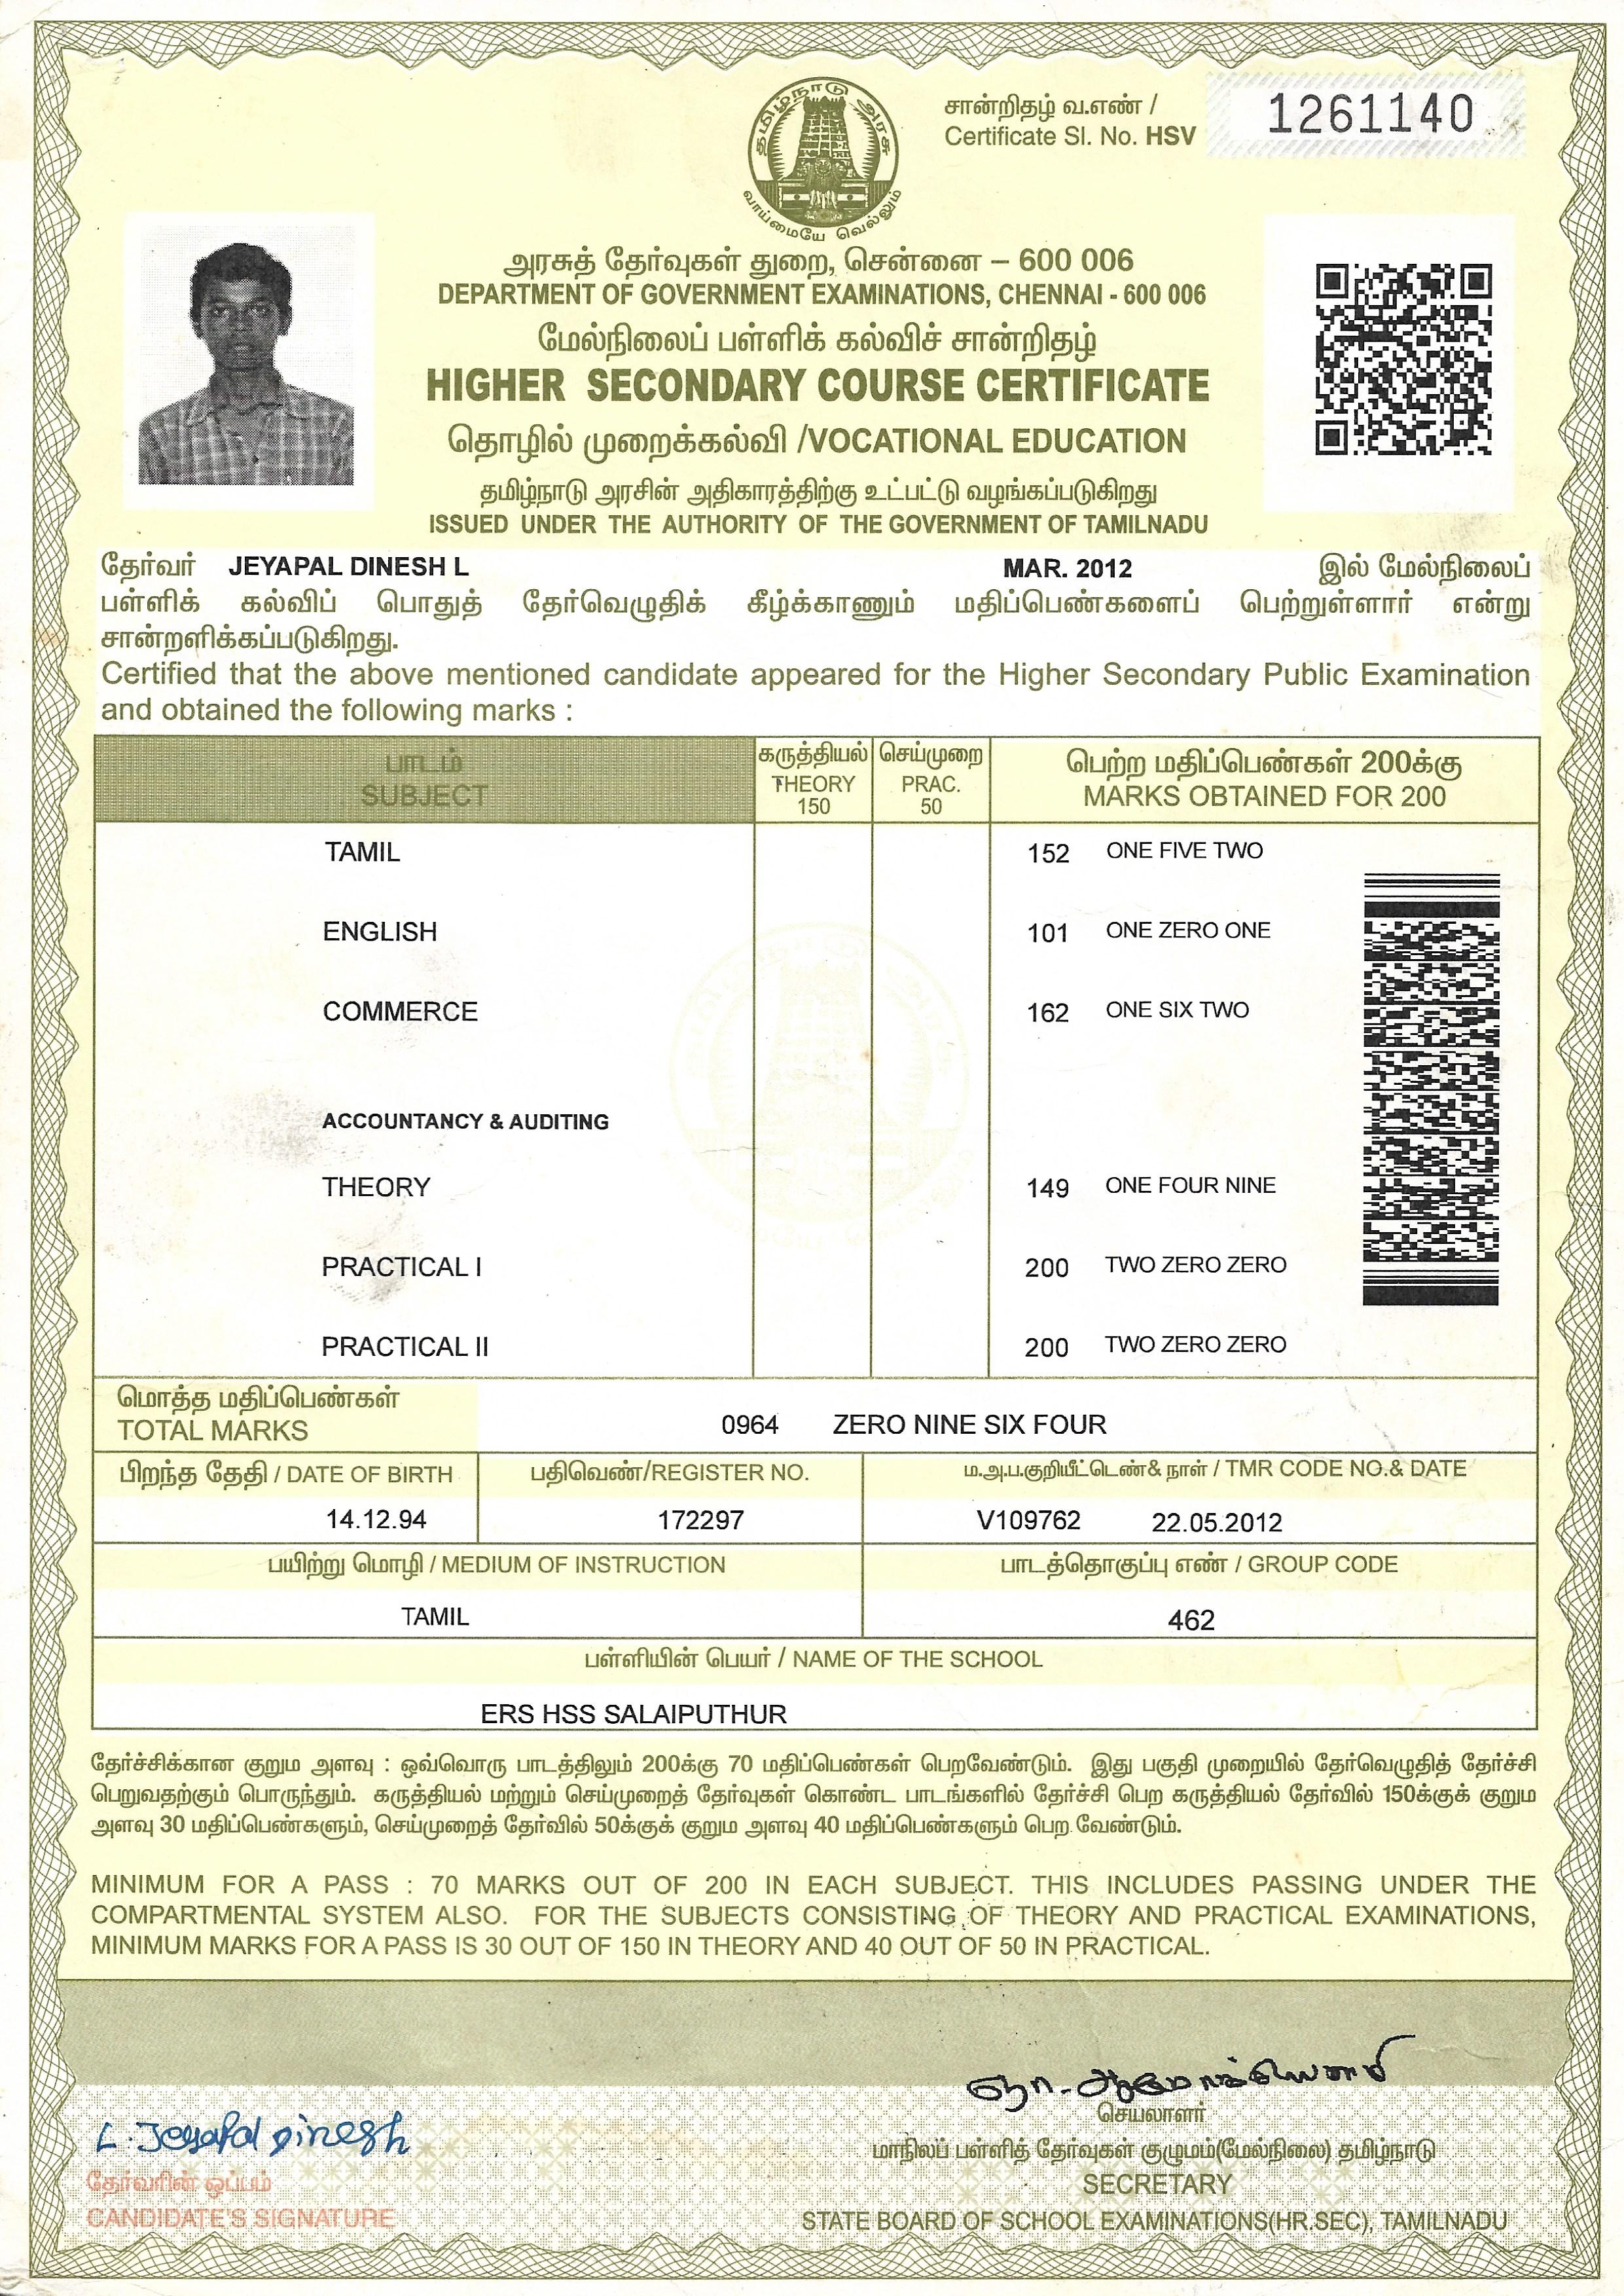 தமிழ்நாடு அரசு
வாய்மையே வெல்லும்
சான்றிதழ் வ.எண் /
Certificate Sl. No. HSV 1261140
அரசுத் தேர்வுகள் துறை, சென்னை – 600 006
DEPARTMENT OF GOVERNMENT EXAMINATIONS, CHENNAI - 600 006
மேல்நிலைப் பள்ளிக் கல்விச் சான்றிதழ்
HIGHER SECONDARY COURSE CERTIFICATE
தொழில் முறைக்கல்வி /VOCATIONAL EDUCATION
தமிழ்நாடு அரசின் அதிகாரத்திற்கு உட்பட்டு வழங்கப்படுகிறது
ISSUED UNDER THE AUTHORITY OF THE GOVERNMENT OF TAMILNADU
தேர்வர் JEYAPAL DINESH L MAR. 2012 இல் மேல்நிலைப்
பள்ளிக் கல்விப் பொதுத் தேர்வெழுதிக் கீழ்க்காணும் மதிப்பெண்களைப் பெற்றுள்ளார் என்று
சான்றளிக்கப்படுகிறது.
Certified that the above mentioned candidate appeared for the Higher Secondary Public Examination
and obtained the following marks :
பாடம் கருத்தியல் செய்முறை பெற்ற மதிப்பெண்கள் 200க்கு
SUBJECT THEORY PRAC. MARKS OBTAINED FOR 200
150 50
TAMIL 152 ONE FIVE TWO
ENGLISH 101 ONE ZERO ONE
COMMERCE 162 ONE SIX TWO
ACCOUNTANCY & AUDITING
THEORY 149 ONE FOUR NINE
PRACTICAL I 200 TWO ZERO ZERO
PRACTICAL II 200 TWO ZERO ZERO
மொத்த மதிப்பெண்கள்
TOTAL MARKS 0964 ZERO NINE SIX FOUR
பிறந்த தேதி / DATE OF BIRTH பதிவெண்/REGISTER NO. ம.அ.ப.குறியீட்டெண்& நாள் / TMR CODE NO.& DATE
14.12.94 172297 V109762 22.05.2012
பயிற்று மொழி / MEDIUM OF INSTRUCTION பாடத்தொகுப்பு எண் / GROUP CODE
TAMIL 462
பள்ளியின் பெயர் / NAME OF THE SCHOOL
ERS HSS SALAIPUTHUR
தேர்ச்சிக்கான குறும அளவு : ஒவ்வொரு பாடத்திலும் 200க்கு 70 மதிப்பெண்கள் பெறவேண்டும். இது பகுதி முறையில் தேர்வெழுதித் தேர்ச்சி
பெறுவதற்கும் பொருந்தும். கருத்தியல் மற்றும் செய்முறைத் தேர்வுகள் கொண்ட பாடங்களில் தேர்ச்சி பெற கருத்தியல் தேர்வில் 150க்குக் குறும
அளவு 30 மதிப்பெண்களும், செய்முறைத் தேர்வில் 50க்குக் குறும அளவு 40 மதிப்பெண்களும் பெற வேண்டும்.
MINIMUM FOR A PASS : 70 MARKS OUT OF 200 IN EACH SUBJECT. THIS INCLUDES PASSING UNDER THE
COMPARTMENTAL SYSTEM ALSO. FOR THE SUBJECTS CONSISTING OF THEORY AND PRACTICAL EXAMINATIONS,
MINIMUM MARKS FOR A PASS IS 30 OUT OF 150 IN THEORY AND 40 OUT OF 50 IN PRACTICAL.
L. Jeyapal Dinesh
தேர்வரின் ஒப்பம்
CANDIDATE'S SIGNATURE
செயலாளர்
மாநிலப் பள்ளித் தேர்வுகள் குழுமம்(மேல்நிலை) தமிழ்நாடு
SECRETARY
STATE BOARD OF SCHOOL EXAMINATIONS(HR.SEC), TAMILNADU